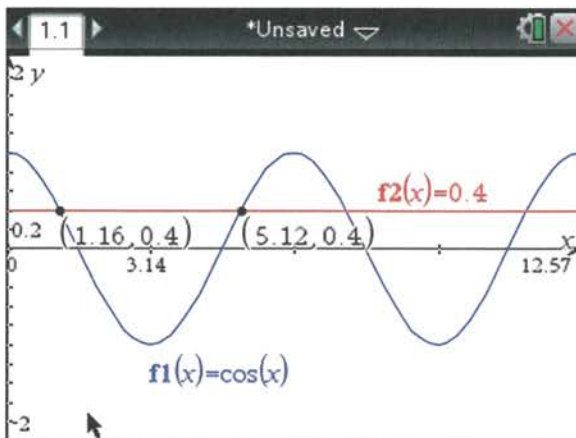 1.1 *Unsaved
2 y
f2(x)=0.4
0.2 (1.16,0.4) (5.12,0.4) x
0 3.14 12.57
f1(x)=cos(x)
-2